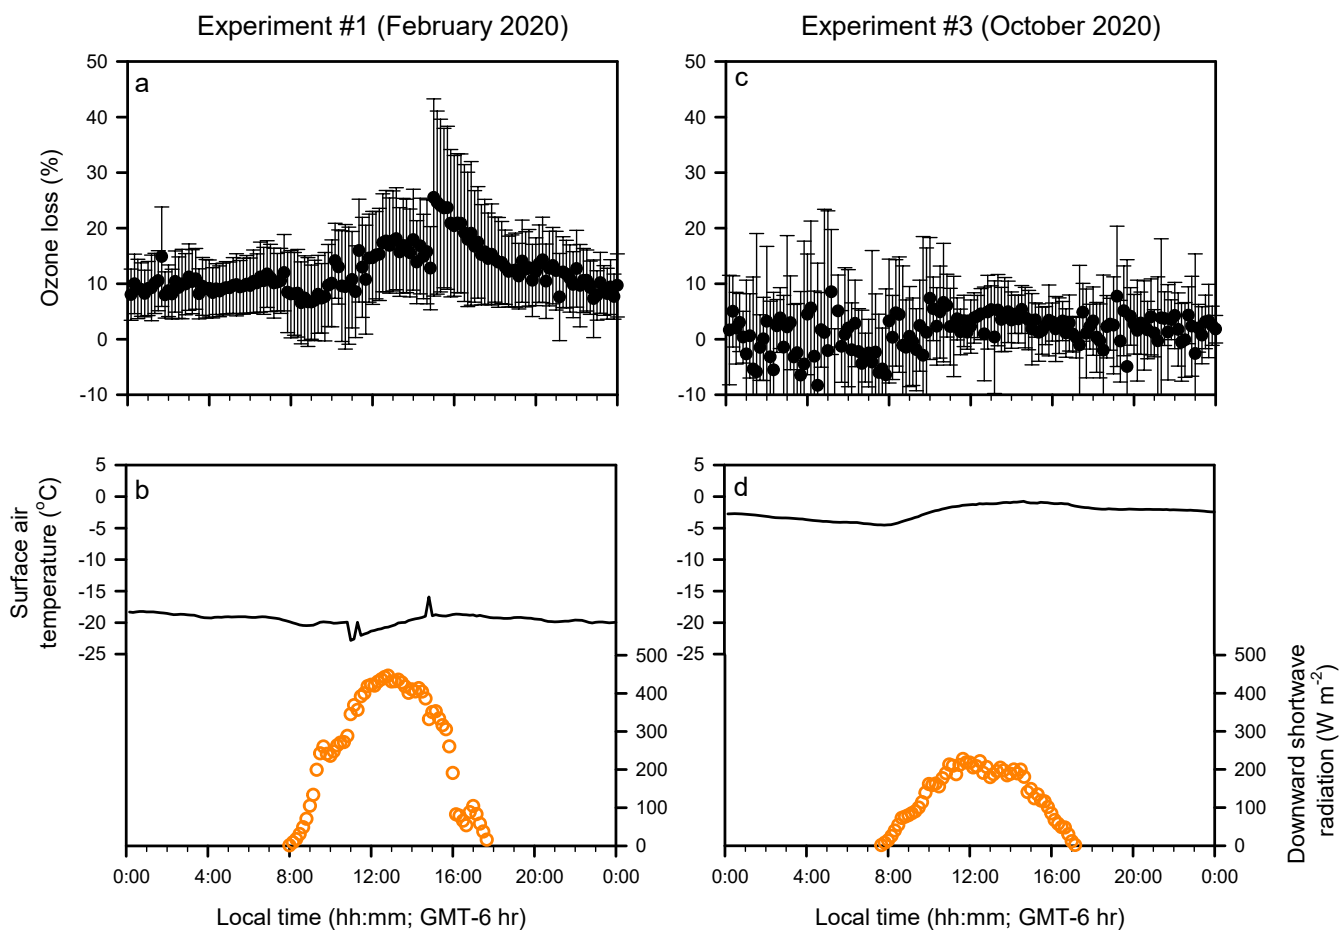 Experiment #1 (February 2020)
Experiment #3 (October 2020)
a
50
40
30
20
10
0
-10
Ozone loss (%)
c
50
40
30
20
10
0
-10
b
5
0
-5
-10
-15
-20
-25
Surface air
temperature (°C)
500
400
300
200
100
0
0:00 4:00 8:00 12:00 16:00 20:00 0:00
Local time (hh:mm; GMT-6 hr)
d
5
0
-5
-10
-15
-20
-25
500
400
300
200
100
0
Downward shortwave
radiation (W m⁻²)
0:00 4:00 8:00 12:00 16:00 20:00 0:00
Local time (hh:mm; GMT-6 hr)